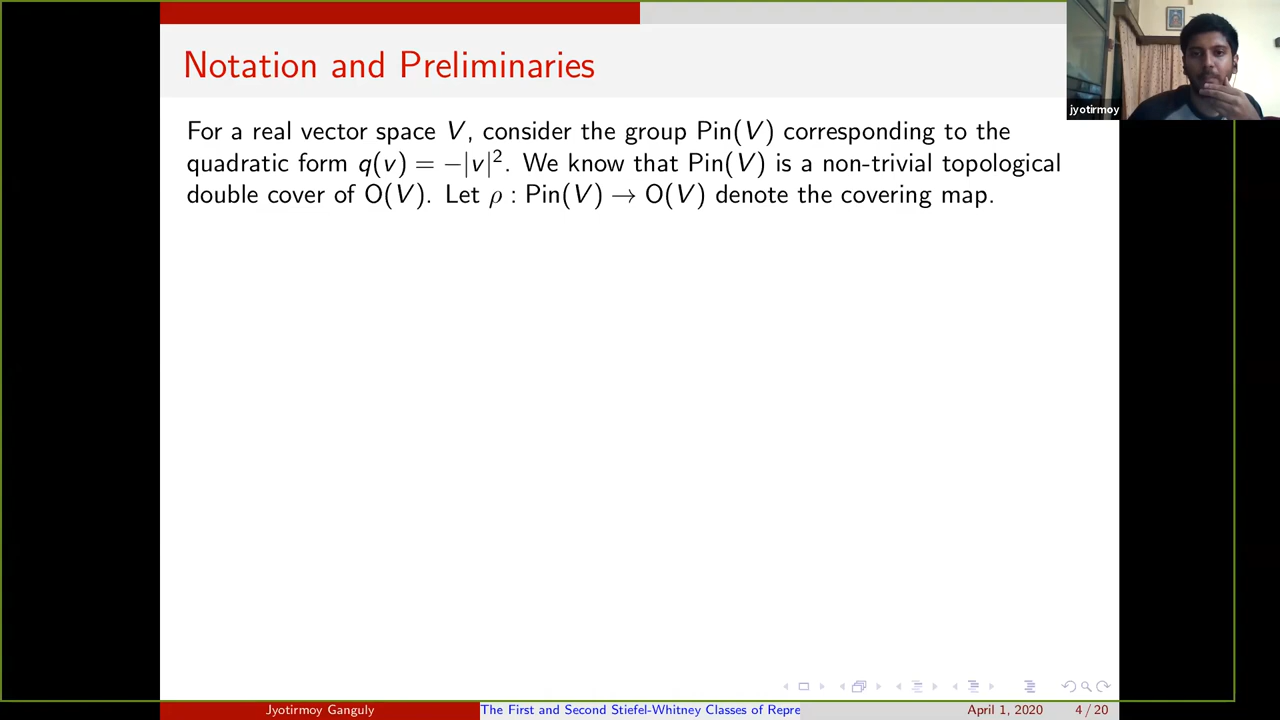 Notation and Preliminaries
jyotirmoy
For a real vector space V, consider the group Pin(V) corresponding to the
quadratic form q(v) = −|v|². We know that Pin(V) is a non-trivial topological
double cover of O(V). Let ρ : Pin(V) → O(V) denote the covering map.
Jyotirmoy Ganguly
The First and Second Stiefel-Whitney Classes of Repre
April 1, 2020
4 / 20